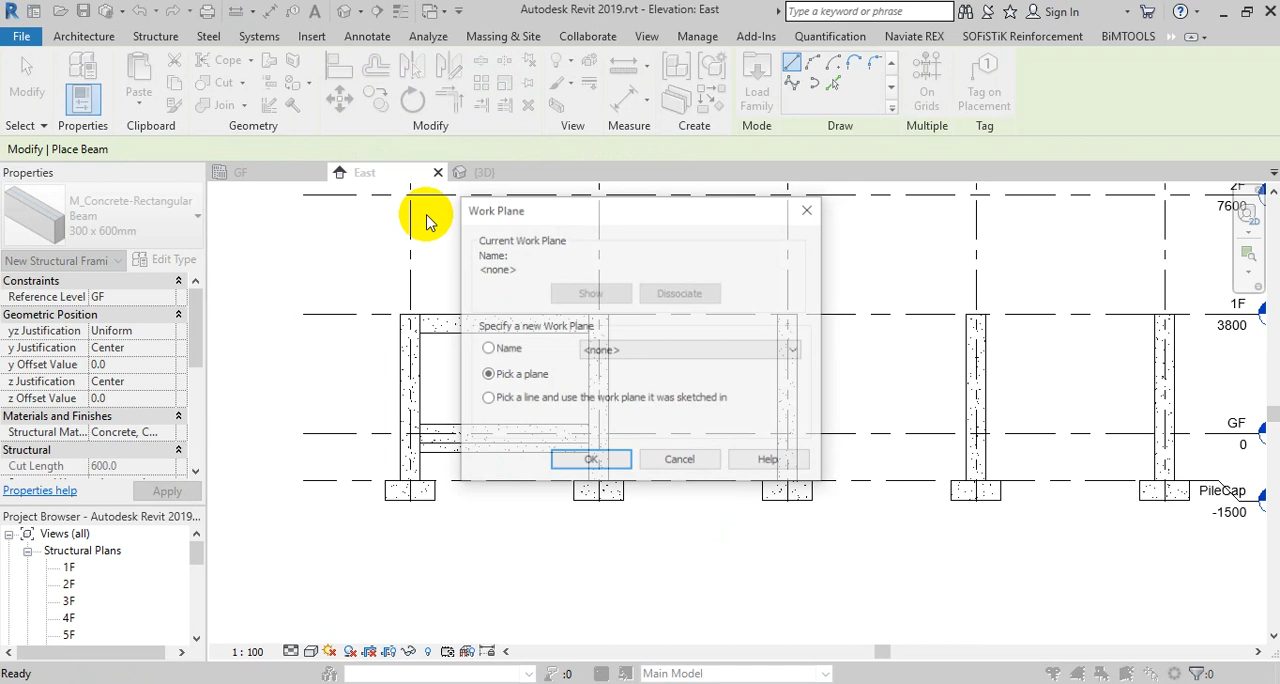 Autodesk Revit 2019.rvt - Elevation: East
Type a keyword or phrase
Sign In
File Architecture Structure Steel Systems Insert Annotate Analyze Massing & Site Collaborate View Manage Add-Ins Quantification Naviate REX SOFiSTiK Reinforcement BiMTOOLS
Modify
Paste
Cope
Cut
Join
Load
Family
On
Grids
Tag on
Placement
Select Properties Clipboard Geometry Modify View Measure Create Mode Draw Multiple Tag
Modify | Place Beam
Properties
GF
East
{3D}
M_Concrete-Rectangular
Beam
300 x 600mm
New Structural Frami
Edit Type
Constraints
Reference Level GF
Geometric Position
yz Justification Uniform
y Justification Center
y Offset Value 0.0
z Justification Center
z Offset Value 0.0
Materials and Finishes
Structural Mat... Concrete, C...
Structural
Cut Length 600.0
Properties help
Apply
Project Browser - Autodesk Revit 2019...
Views (all)
Structural Plans
1F
2F
3F
4F
5F
Work Plane
Current Work Plane
Name:
<none>
Show
Dissociate
Specify a new Work Plane
Name
<none>
Pick a plane
Pick a line and use the work plane it was sketched in
OK
Cancel
Help
2F
7600
2D
1F
3800
GF
0
PileCap
-1500
1 : 100
Ready
:0
Main Model
:0